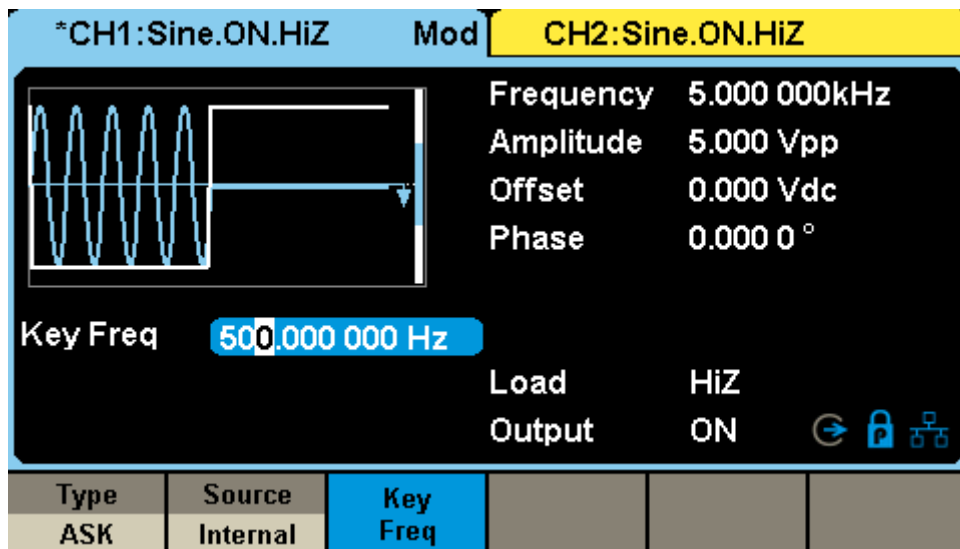 *CH1:Sine.ON.HiZ Mod CH2:Sine.ON.HiZ
Frequency 5.000 000kHz
Amplitude 5.000 Vpp
Offset 0.000 Vdc
Phase 0.000 0 °
Key Freq 500.000 000 Hz
Load HiZ
Output ON P
Type Source Key
ASK Internal Freq